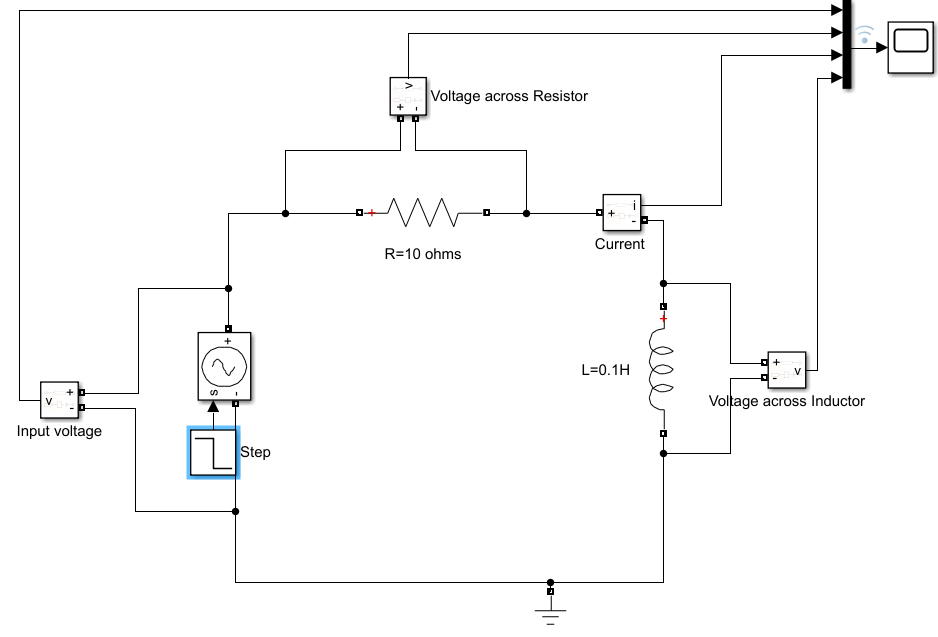 Voltage across Resistor
v
+ -
+
i
-
Current
R=10 ohms
+
+
L=0.1H
+
-
v
Voltage across Inductor
+
s
-
v
+
-
Input voltage
Step